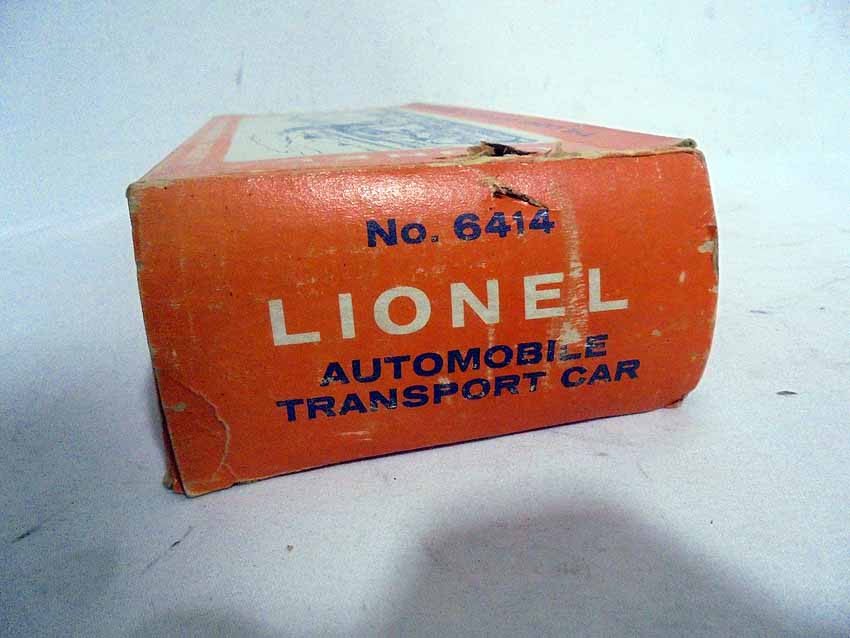 No. 6414
LIONEL
AUTOMOBILE
TRANSPORT CAR